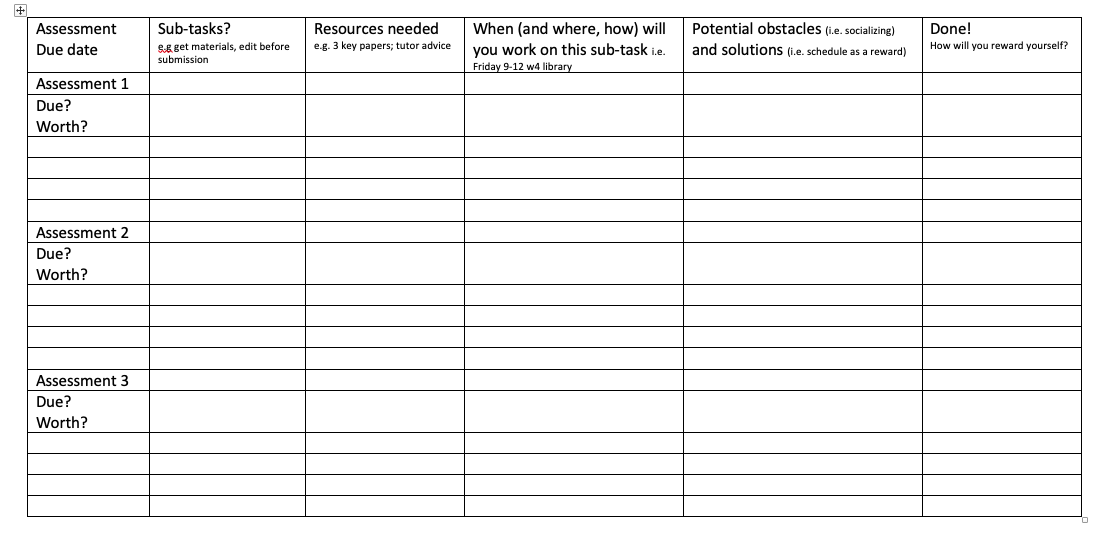 Assessment
Due date
Sub-tasks?
e.g get materials, edit before
submission
Resources needed
e.g. 3 key papers; tutor advice
When (and where, how) will
you work on this sub-task i.e.
Friday 9-12 w4 library
Potential obstacles (i.e. socializing)
and solutions (i.e. schedule as a reward)
Done!
How will you reward yourself?
Assessment 1
Due?
Worth?
Assessment 2
Due?
Worth?
Assessment 3
Due?
Worth?